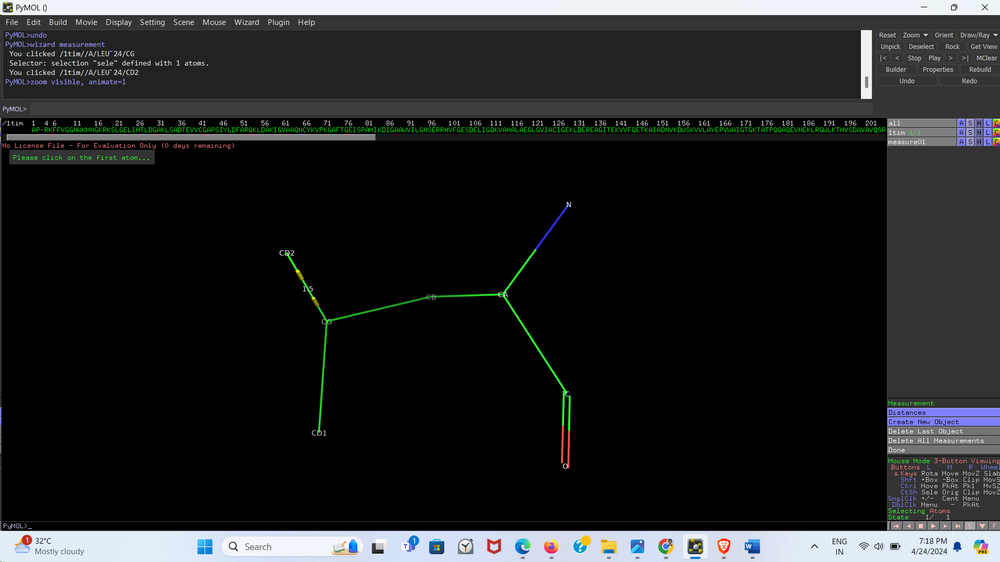 PyMOL ()
File Edit Build Movie Display Setting Scene Mouse Wizard Plugin Help
PyMOL>undo
PyMOL>wizard measurement
You clicked /1tim//A/LEU`24/CG
Selector: selection "sele" defined with 1 atoms.
You clicked /1tim//A/LEU`24/CD2
PyMOL>zoom visible, animate=1
Reset Zoom Orient Draw/Ray
Unpick Deselect Rock Get View
|< < Stop Play > >| MClear
Builder Properties Rebuild
Undo Redo
PyMOL>
/1tim 1 4 6 11 16 21 26 31 36 41 46 51 56 61 66 71 76 81 86 91 96 101 106 111 116 121 126 131 136 141 146 151 156 161 166 171 176 181 186 191 196 201
AP-RKFFVGGNWKMNGKRKSLGELIHTLDGAKLSADTEVVCGAPSIYLDFARQKLDAKIGVAAQNCYKVPKGAFTGEISPAMIKDIGAAWVILGHSERRHVFGESDELIGQKVAHALAEGLGVIACIGEKLDEREAGITEKVVFQETKAIADNVKDWSKVVLAYEPVWAIGTGKTATPQQAQEVHEKLRGWLKTHVSDAVAVQSR
No License File - For Evaluation Only (0 days remaining)
Please click on the first atom...
all A S H L C
1tim 1/1 A S H L C
measure01 A S H L C
N
CD2
1.5
CB
CA
CG
C
CD1
O
Measurement
Distances
Create New Object
Delete Last Object
Delete All Measurements
Done
Mouse Mode 3-Button Viewing
Buttons L M R Wheel
& Keys Rota Move MovZ Slab
Shft +Box -Box Clip MovS
Ctrl Move PkAt Pk1 MvSZ
CtSh Sele Orig Clip MovZ
SnglClk +/- Cent Menu
DblClk Menu - PkAt
Selecting Atoms
State 1/ 1
PyMOL>_
S F
1
32°C
Mostly cloudy
Search
1
ENG
IN
7:18 PM
4/24/2024
PRE